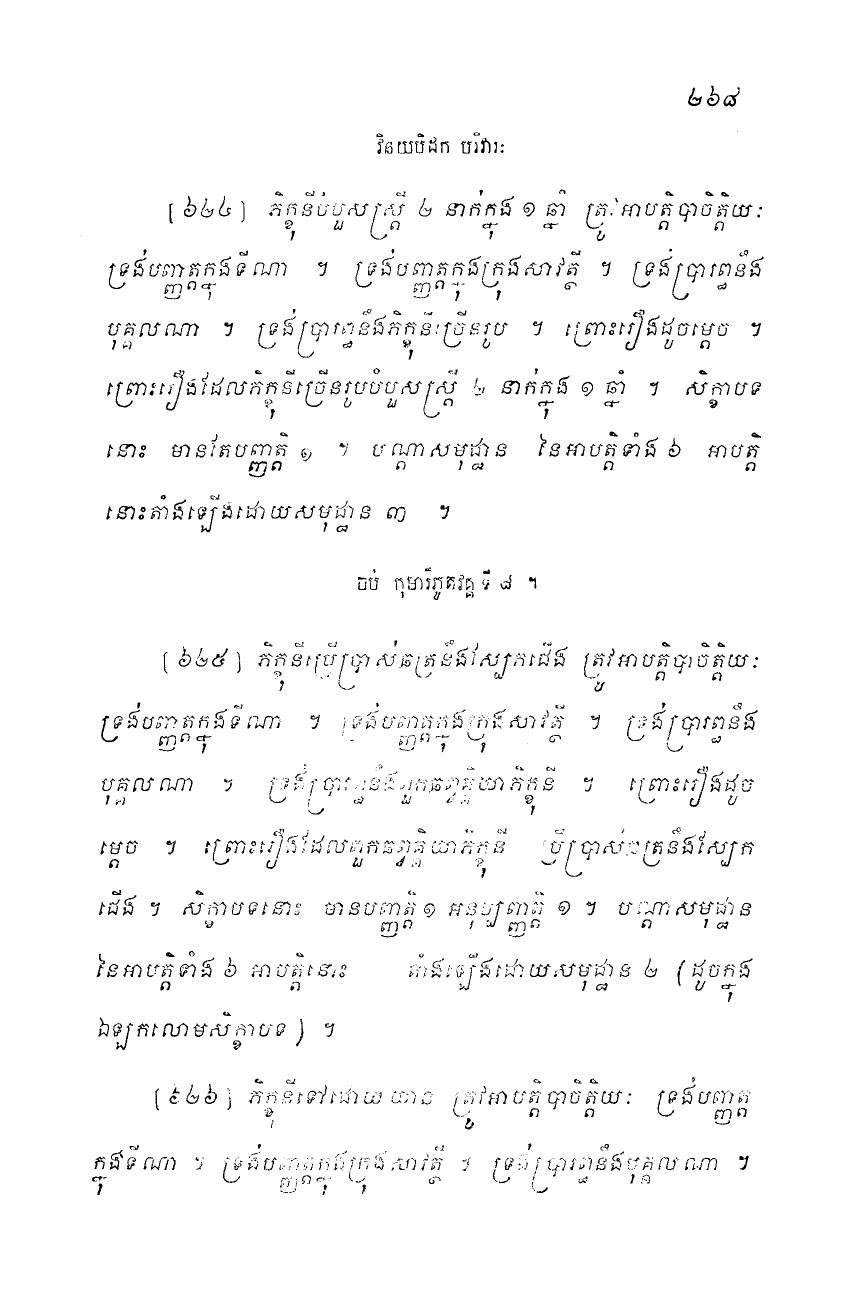 ២៦៨
វិនយបិដក បរិវារៈ
[៦២៤] ភិក្ខុនីបំបួសស្ត្រី ២ នាក់ក្នុង ១ ឆ្នាំ ត្រូវអាបត្តិបាចិត្តិយៈ
ទ្រង់បញ្ញត្តក្នុងទីណា ។ ទ្រង់បញ្ញត្តក្នុងក្រុងសាវត្ថី ។ ទ្រង់ប្រារព្ធនឹង
បុគ្គលណា ។ ទ្រង់ប្រារព្ធនឹងភិក្ខុនីច្រើនរូប ។ ព្រោះរឿងដូចម្តេច ។
ព្រោះរឿងដែលភិក្ខុនីច្រើនរូបបំបួសស្ត្រី ២ នាក់ក្នុង ១ ឆ្នាំ ។ សិក្ខាបទ
នោះ មានតែបញ្ញត្តិ ១ ។ បណ្តាសមុដ្ឋាន នៃអាបត្តិទាំង ៦ អាបត្តិ
នោះតាំងឡើងដោយសមុដ្ឋាន ៣ ។
ចប់ កុមារីភូតវគ្គ ទី ៨ ។
[៦២៥] ភិក្ខុនីប្រើប្រាស់ឆត្រនឹងស្បែកជើង ត្រូវអាបត្តិបាចិត្តិយៈ
ទ្រង់បញ្ញត្តក្នុងទីណា ។ ទ្រង់បញ្ញត្តក្នុងក្រុងសាវត្ថី ។ ទ្រង់ប្រារព្ធនឹង
បុគ្គលណា ។ ទ្រង់ប្រារព្ធនឹងពួកឆព្វគ្គិយាភិក្ខុនី ។ ព្រោះរឿងដូច
ម្តេច ។ ព្រោះរឿងដែលពួកឆព្វគ្គិយាភិក្ខុនី ប្រើប្រាស់ឆត្រនឹងស្បែក
ជើង ។ សិក្ខាបទនោះ មានបញ្ញត្តិ ១ អនុប្បញ្ញត្តិ ១ ។ បណ្តាសមុដ្ឋាន
នៃអាបត្តិទាំង ៦ អាបត្តិនោះ តាំងឡើងដោយសមុដ្ឋាន ២ (ដូចក្នុង
ឯឡកលោមសិក្ខាបទ) ។
[៩២៦] ភិក្ខុនីទៅដោយយាន ត្រូវអាបត្តិបាចិត្តិយៈ ទ្រង់បញ្ញត្ត
ក្នុងទីណា ។ ទ្រង់បញ្ញត្តក្នុងក្រុងសាវត្ថី ។ ទ្រង់ប្រារព្ធនឹងបុគ្គលណា ។